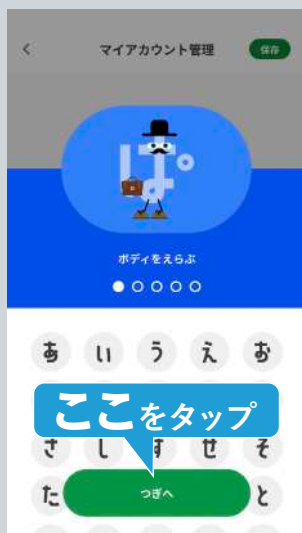 マイアカウント管理 保存
ぱ
ボディをえらぶ
あ い う え お
ここをタップ
さ し す せ そ
た つぎへ と